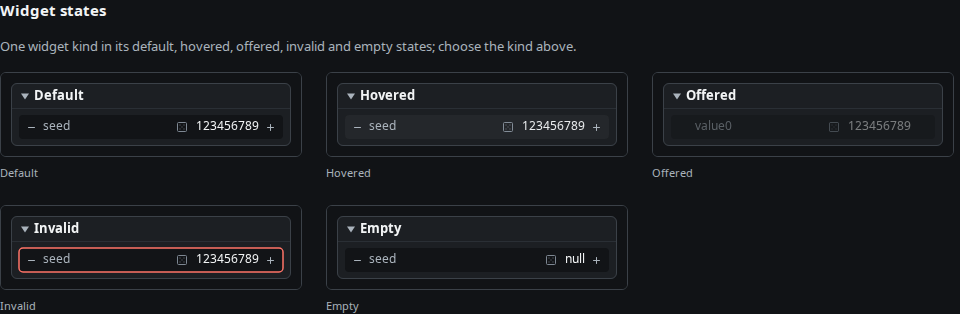 Widget states
One widget kind in its default, hovered, offered, invalid and empty states; choose the kind above.
Default
− seed 123456789 +
Default
Hovered
− seed 123456789 +
Hovered
Offered
value0 123456789
Offered
Invalid
− seed 123456789 +
Invalid
Empty
− seed null +
Empty